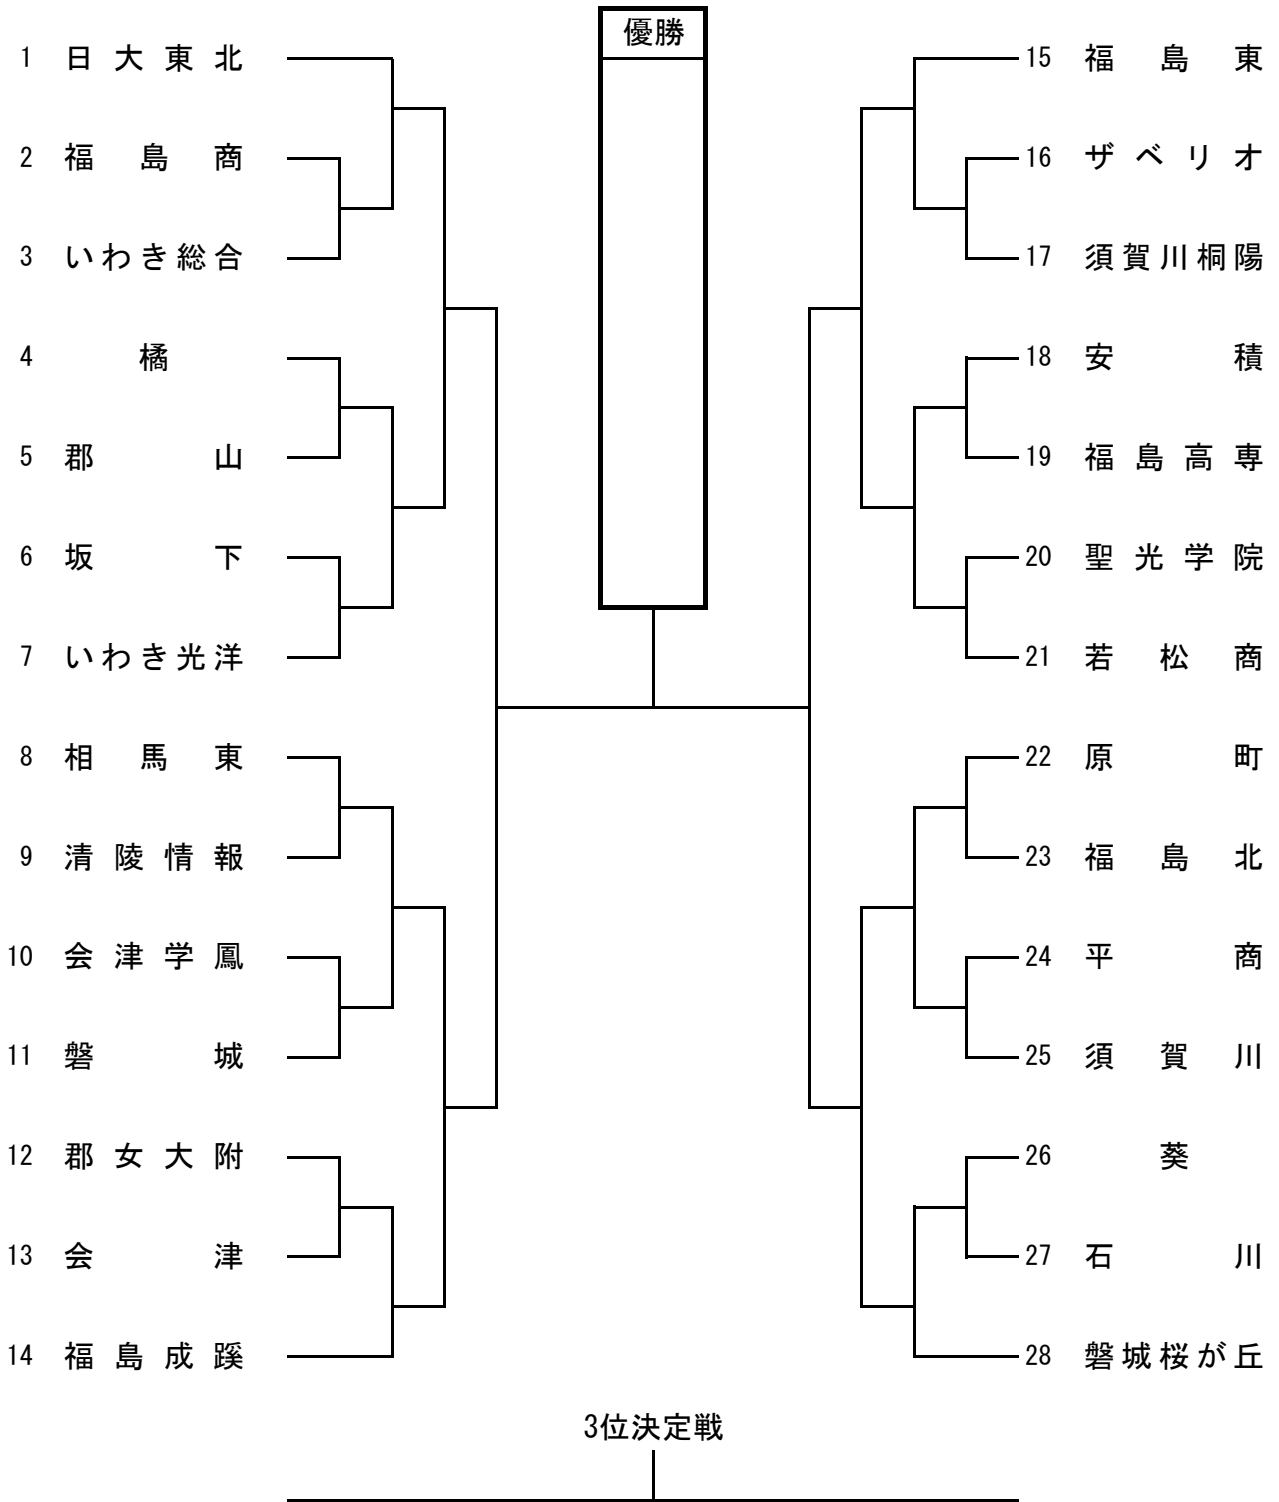 優勝
1 日大東北
2 福島商
3 いわき総合
4 橘
5 郡山
6 坂下
7 いわき光洋
8 相馬東
9 清陵情報
10 会津学鳳
11 磐城
12 郡女大附
13 会津
14 福島成蹊
15 福島東
16 ザベリオ
17 須賀川桐陽
18 安積
19 福島高専
20 聖光学院
21 若松商
22 原町
23 福島北
24 平商
25 須賀川
26 葵
27 石川
28 磐城桜が丘
3位決定戦